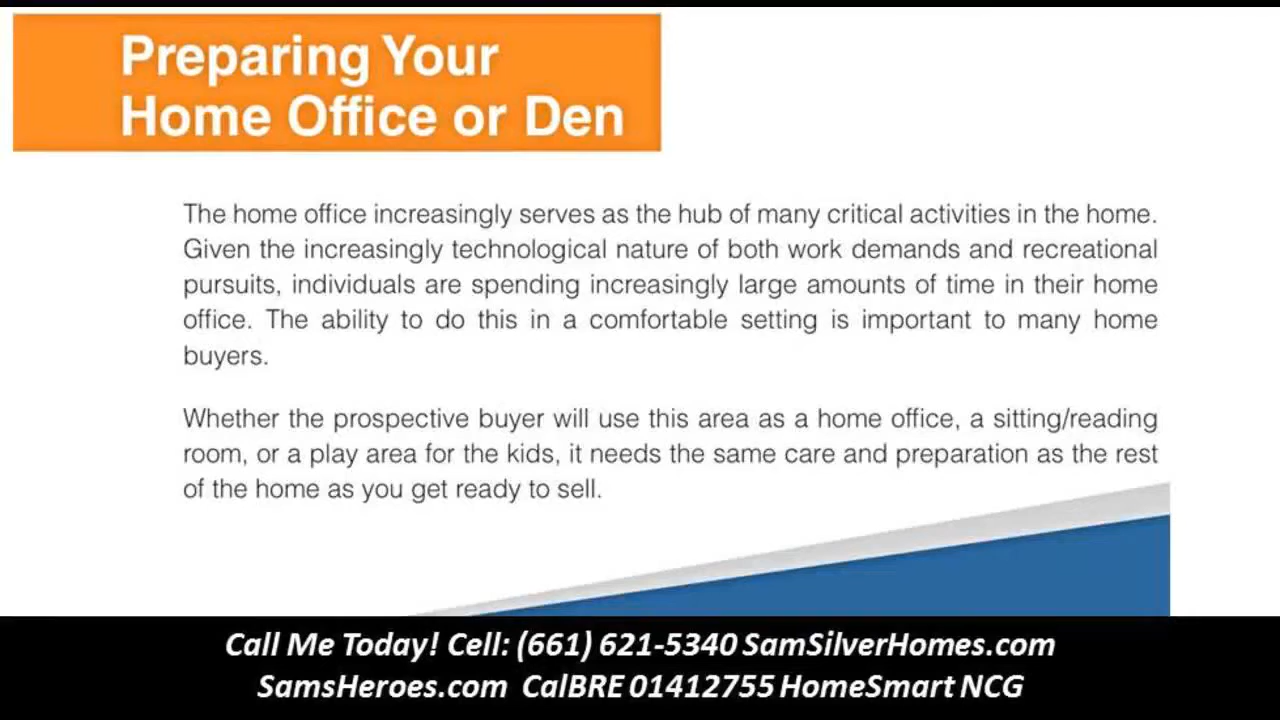 Preparing Your
Home Office or Den
The home office increasingly serves as the hub of many critical activities in the home.
Given the increasingly technological nature of both work demands and recreational
pursuits, individuals are spending increasingly large amounts of time in their home
office. The ability to do this in a comfortable setting is important to many home
buyers.
Whether the prospective buyer will use this area as a home office, a sitting/reading
room, or a play area for the kids, it needs the same care and preparation as the rest
of the home as you get ready to sell.
Call Me Today! Cell: (661) 621-5340 SamSilverHomes.com
SamsHeroes.com CalBRE 01412755 HomeSmart NCG